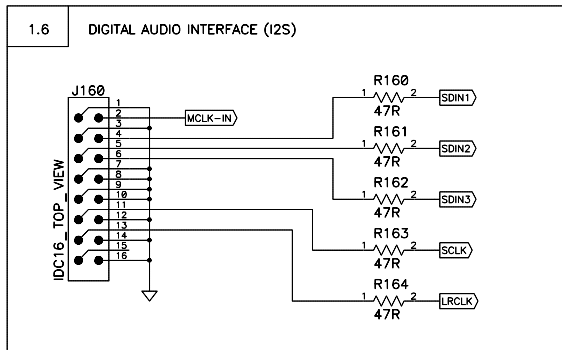 1.6 DIGITAL AUDIO INTERFACE (I2S)
J160
IDC16_TOP_VIEW
1
2
3
4
5
6
7
8
9
10
11
12
13
14
15
16
MCLK-IN
R160
1 2
47R
SDIN1
R161
1 2
47R
SDIN2
R162
1 2
47R
SDIN3
R163
1 2
47R
SCLK
R164
1 2
47R
LRCLK